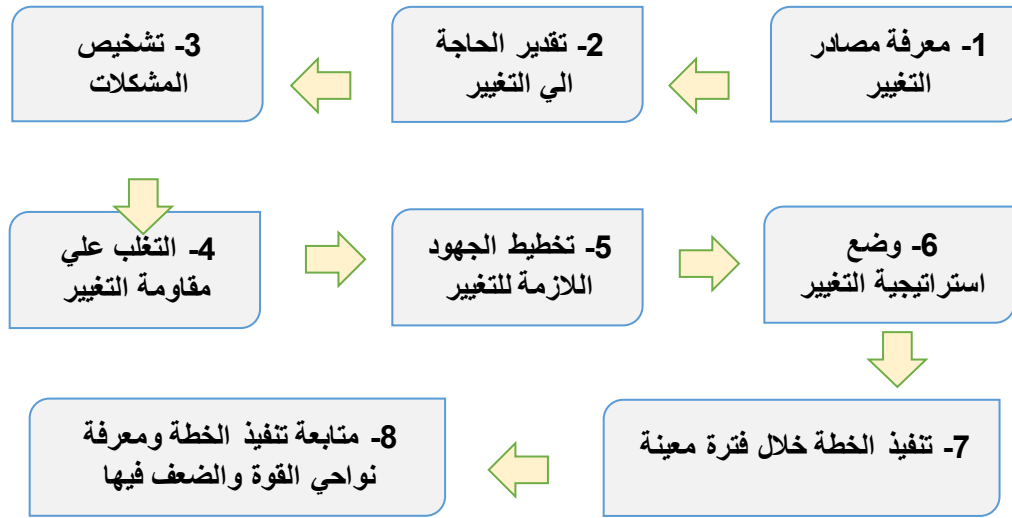 1- معرفة مصادر
التغيير
2- تقدير الحاجة
الي التغيير
3- تشخيص
المشكلات
4- التغلب علي
مقاومة التغيير
5- تخطيط الجهود
اللازمة للتغيير
6- وضع
استراتيجية التغيير
7- تنفيذ الخطة خلال فترة معينة
8- متابعة تنفيذ الخطة ومعرفة
نواحي القوة والضعف فيها